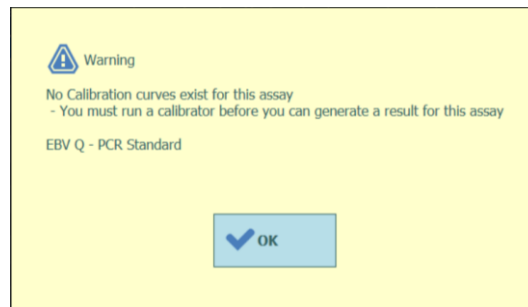 Warning
No Calibration curves exist for this assay
- You must run a calibrator before you can generate a result for this assay
EBV Q - PCR Standard
OK